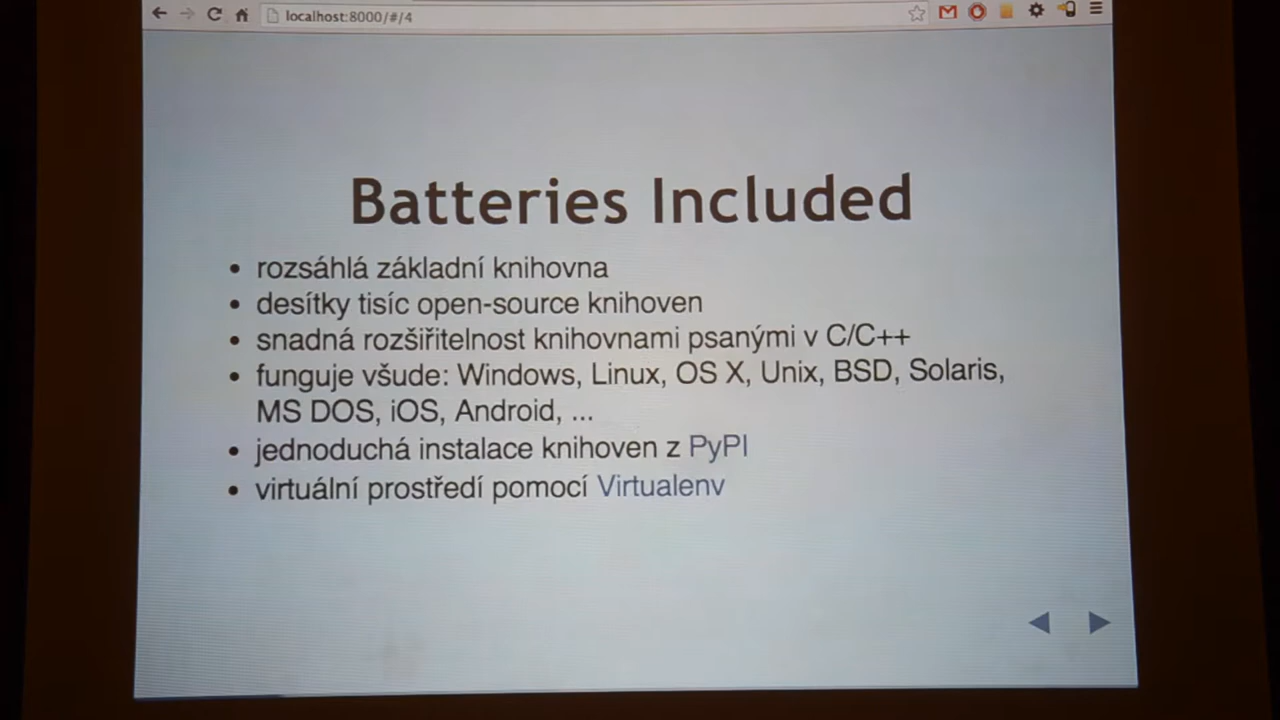 localhost:8000/#/4
Batteries Included
• rozsáhlá základní knihovna
• desítky tisíc open-source knihoven
• snadná rozšiřitelnost knihovnami psanými v C/C++
• funguje všude: Windows, Linux, OS X, Unix, BSD, Solaris,
MS DOS, iOS, Android, ...
• jednoduchá instalace knihoven z PyPI
• virtuální prostředí pomocí Virtualenv